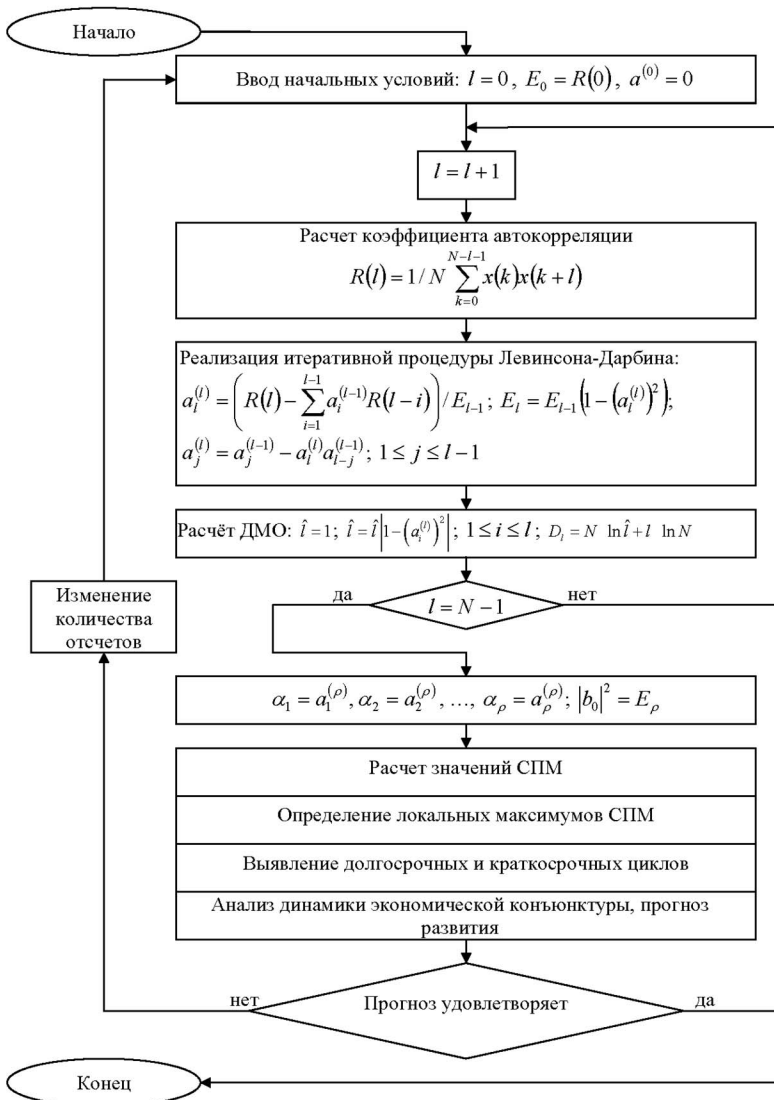 Начало
Ввод начальных условий: l = 0 , E₀ = R(0) , a⁽⁰⁾ = 0
l = l + 1
Расчет коэффициента автокорреляции
R(l) = 1/N ∑_{k=0}^{N−l−1} x(k)x(k + l)
Реализация итеративной процедуры Левинсона-Дарбина:
a_l^{(l)} = (R(l) − ∑_{i=1}^{l−1} a_i^{(l−1)} R(l − i)) / E_{l−1} ; E_l = E_{l−1}(1 − (a_l^{(l)})²);
a_j^{(l)} = a_j^{(l−1)} − a_l^{(l)} a_{l−j}^{(l−1)} ; 1 ≤ j ≤ l − 1
Расчёт ДМО: l̂ = 1 ; l̂ = l̂ |1 − (a_i^{(l)})²| ; 1 ≤ i ≤ l ; D_l = N ln l̂ + l ln N
да
l = N − 1
нет
Изменение
количества
отсчетов
α₁ = a₁^{(ρ)}, α₂ = a₂^{(ρ)}, …, α_ρ = a_ρ^{(ρ)} ; |b₀|² = E_ρ
Расчет значений СПМ
Определение локальных максимумов СПМ
Выявление долгосрочных и краткосрочных циклов
Анализ динамики экономической конъюнктуры, прогноз
развития
нет
Прогноз удовлетворяет
да
Конец